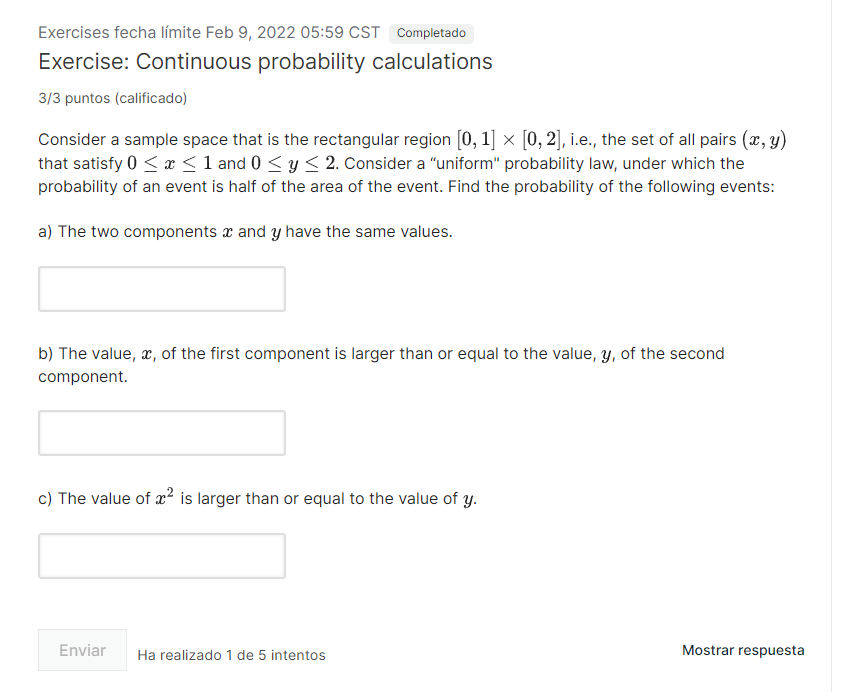 Exercises fecha límite Feb 9, 2022 05:59 CST Completado
Exercise: Continuous probability calculations
3/3 puntos (calificado)
Consider a sample space that is the rectangular region [0, 1] × [0, 2], i.e., the set of all pairs (x, y)
that satisfy 0 ≤ x ≤ 1 and 0 ≤ y ≤ 2. Consider a "uniform" probability law, under which the
probability of an event is half of the area of the event. Find the probability of the following events:
a) The two components x and y have the same values.
b) The value, x, of the first component is larger than or equal to the value, y, of the second
component.
c) The value of x² is larger than or equal to the value of y.
Enviar Ha realizado 1 de 5 intentos Mostrar respuesta